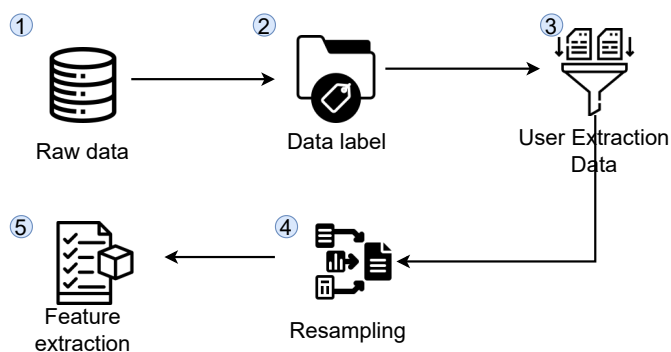 1
2
3
Raw data
Data label
User Extraction
Data
5
4
Feature
extraction
Resampling